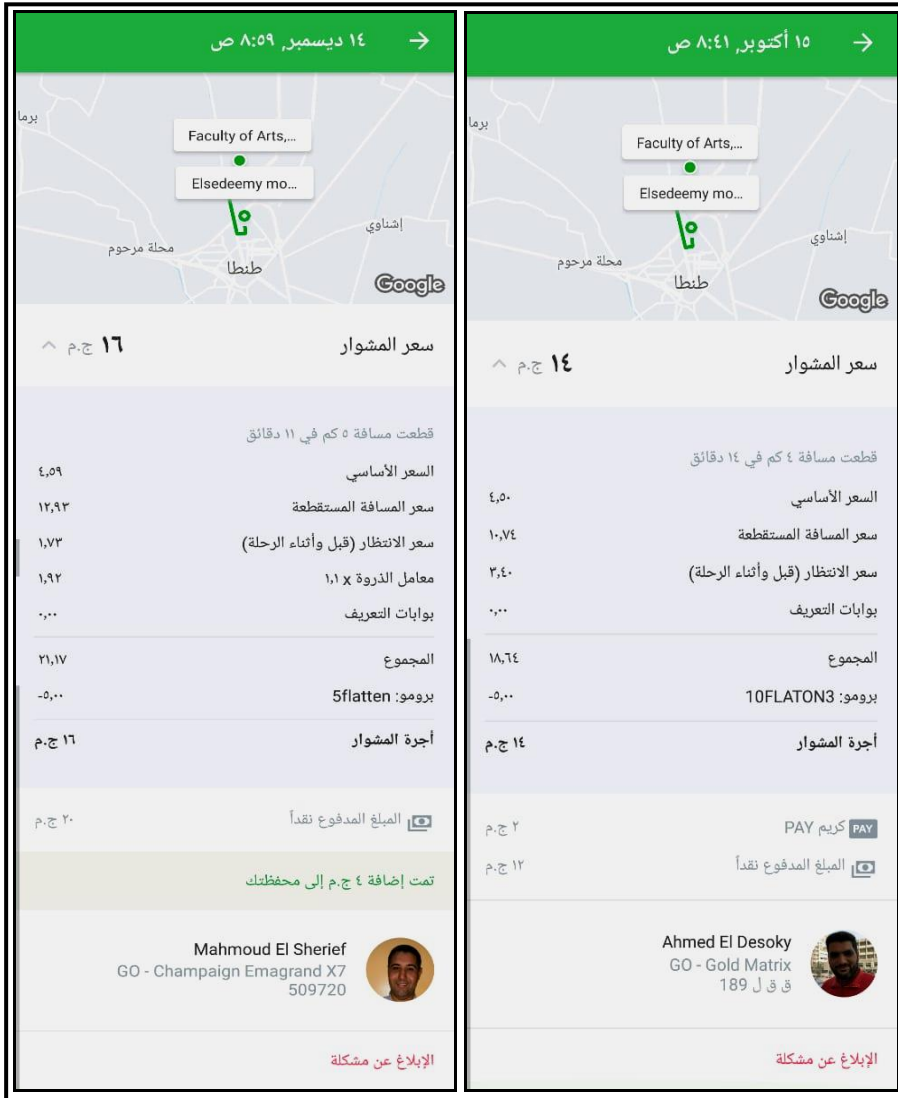 ١٥ أكتوبر, ٨:٤١ ص
برما
Faculty of Arts,...
Elsedeemy mo...
إشناوي
محلة مرحوم
طنطا
Google
سعر المشوار ١٤ ج.م
قطعت مسافة ٤ كم في ١٤ دقائق
السعر الأساسي ٤,٥٠
سعر المسافة المستقطعة ١٠,٧٤
سعر الانتظار (قبل وأثناء الرحلة) ٣,٤٠
بوابات التعريف ٠,٠٠
المجموع ١٨,٦٤
برومو: 10FLATON3 -٥,٠٠
أجرة المشوار ١٤ ج.م
PAY كريم PAY ٢ ج.م
المبلغ المدفوع نقداً ١٢ ج.م
Ahmed El Desoky
GO - Gold Matrix
ق ق ل 189
الإبلاغ عن مشكلة
١٤ ديسمبر, ٨:٥٩ ص
برما
Faculty of Arts,...
Elsedeemy mo...
إشناوي
محلة مرحوم
طنطا
Google
سعر المشوار ١٦ ج.م
قطعت مسافة ٥ كم في ١١ دقائق
السعر الأساسي ٤,٥٩
سعر المسافة المستقطعة ١٢,٩٣
سعر الانتظار (قبل وأثناء الرحلة) ١,٧٣
معامل الذروة x ١,١ ١,٩٢
بوابات التعريف ٠,٠٠
المجموع ٢١,١٧
برومو: 5flatten -٥,٠٠
أجرة المشوار ١٦ ج.م
المبلغ المدفوع نقداً ٢٠ ج.م
تمت إضافة ٤ ج.م إلى محفظتك
Mahmoud El Sherief
GO - Champaign Emagrand X7
509720
الإبلاغ عن مشكلة